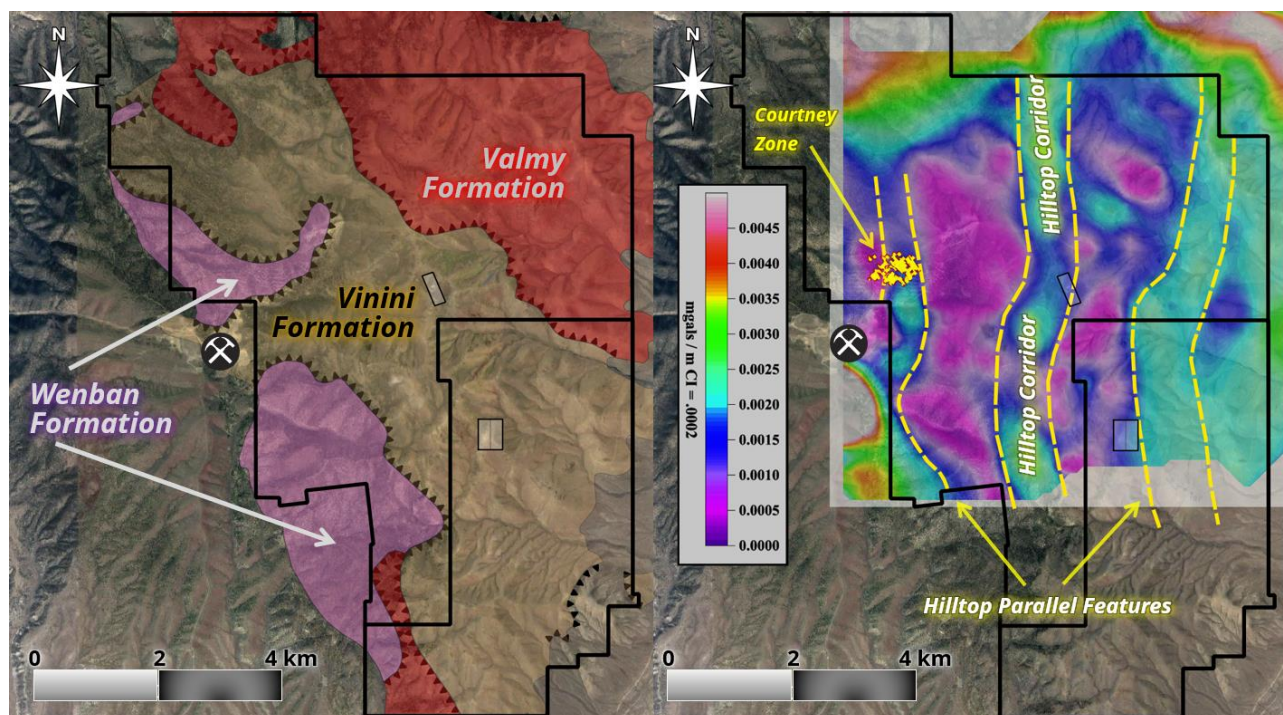 N
Valmy
Formation
Vinini
Formation
Wenban
Formation
0 2 4 km
N
Courtney
Zone
Hilltop Corridor
Hilltop Corridor
mgals / m CI = .0002
0.0045
0.0040
0.0035
0.0030
0.0025
0.0020
0.0015
0.0010
0.0005
0.0000
Hilltop Parallel Features
0 2 4 km